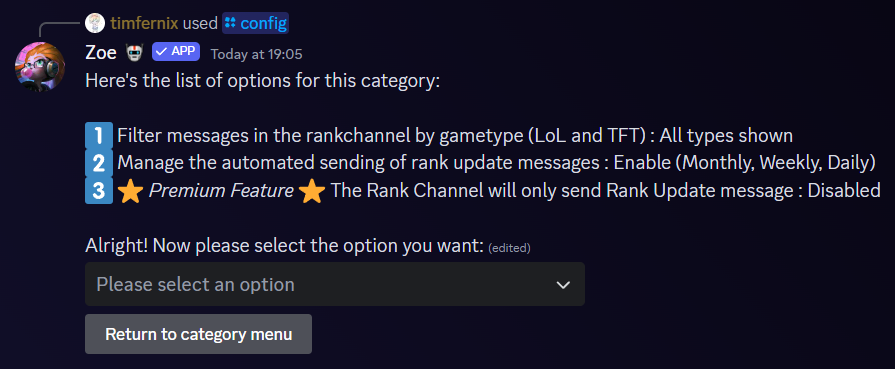 timfernix used config
Zoe APP Today at 19:05
Here's the list of options for this category:
1 Filter messages in the rankchannel by gametype (LoL and TFT) : All types shown
2 Manage the automated sending of rank update messages : Enable (Monthly, Weekly, Daily)
3 ⭐ Premium Feature ⭐ The Rank Channel will only send Rank Update message : Disabled
Alright! Now please select the option you want: (edited)
Please select an option
Return to category menu